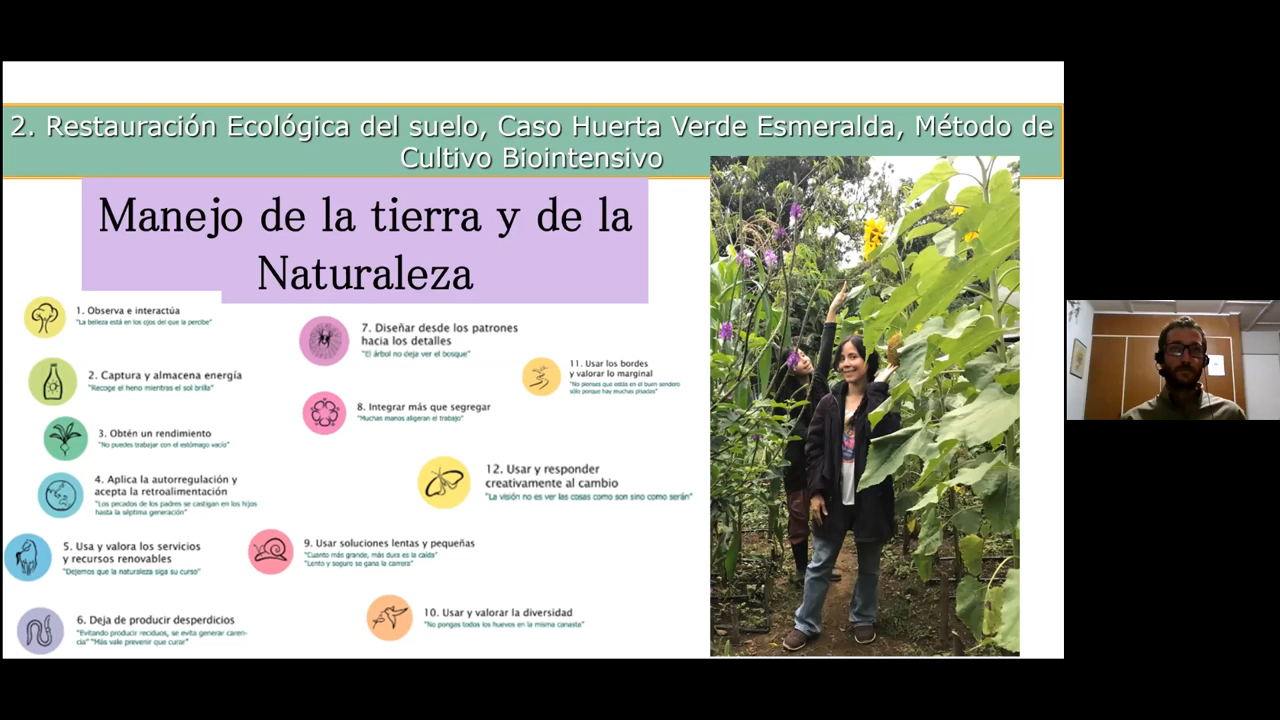 2. Restauración Ecológica del suelo, Caso Huerta Verde Esmeralda, Método de
Cultivo Biointensivo
Manejo de la tierra y de la
Naturaleza
1. Observa e interactúa
"La belleza está en los ojos del que la percibe"
2. Captura y almacena energía
"Recoge el heno mientras el sol brilla"
3. Obtén un rendimiento
"No puedes trabajar con el estómago vacío"
4. Aplica la autorregulación y
acepta la retroalimentación
"Los pecados de los padres se castigan en los hijos
hasta la séptima generación"
5. Usa y valora los servicios
y recursos renovables
"Dejemos que la naturaleza siga su curso"
6. Deja de producir desperdicios
"Evitando producir reciduos, se evita generar caren-
cia" "Más vale prevenir que curar"
7. Diseñar desde los patrones
hacia los detalles
"El árbol no deja ver el bosque"
8. Integrar más que segregar
"Muchas manos aligeran el trabajo"
9. Usar soluciones lentas y pequeñas
"Cuanto más grande, más dura es la caída"
"Lento y seguro se gana la carrera"
10. Usar y valorar la diversidad
"No pongas todos los huevos en la misma canasta"
11. Usar los bordes
y valorar lo marginal
"No pienses que estás en el buen sendero
sólo porque hay muchas pisadas"
12. Usar y responder
creativamente al cambio
"La visión no es ver las cosas como son sino como serán"